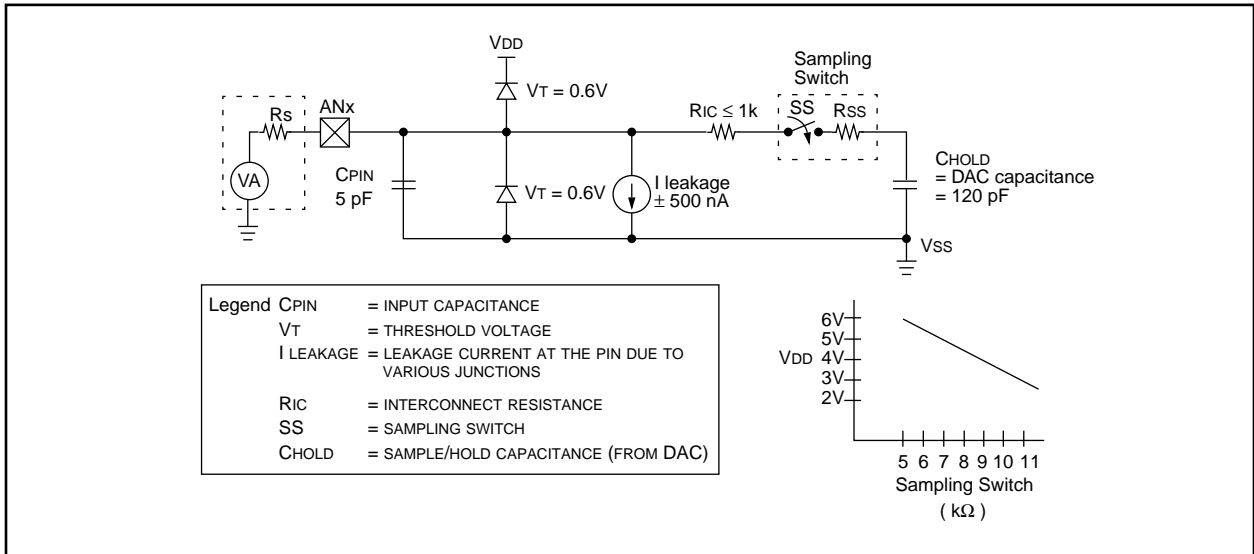 VDD
Sampling
Switch
VT = 0.6V
RS
ANx
RIC ≤ 1k
SS
RSS
VA
CPIN
5 pF
VT = 0.6V
I leakage
± 500 nA
CHOLD
= DAC capacitance
= 120 pF
VSS
Legend CPIN = INPUT CAPACITANCE
VT = THRESHOLD VOLTAGE
I LEAKAGE = LEAKAGE CURRENT AT THE PIN DUE TO
VARIOUS JUNCTIONS
RIC = INTERCONNECT RESISTANCE
SS = SAMPLING SWITCH
CHOLD = SAMPLE/HOLD CAPACITANCE (FROM DAC)
6V
5V
VDD 4V
3V
2V
5 6 7 8 9 10 11
Sampling Switch
( kΩ )